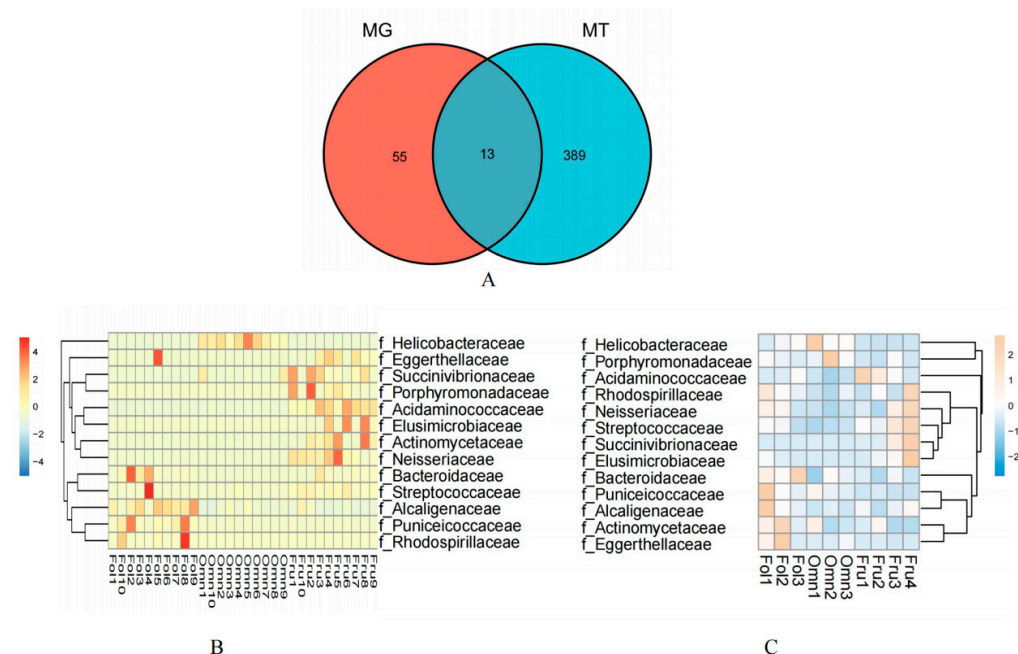 MG
MT
55
13
389
A
4
2
0
−2
−4
f_Helicobacteraceae
f_Eggerthellaceae
f_Succinivibrionaceae
f_Porphyromonadaceae
f_Acidaminococcaceae
f_Elusimicrobiaceae
f_Actinomycetaceae
f_Neisseriaceae
f_Bacteroidaceae
f_Streptococcaceae
f_Alcaligenaceae
f_Puniceicoccaceae
f_Rhodospirillaceae
Fol1
Fol10
Fol2
Fol3
Fol4
Fol5
Fol6
Fol7
Fol8
Fol9
Omn1
Omn10
Omn2
Omn3
Omn4
Omn5
Omn6
Omn7
Omn8
Omn9
Fru1
Fru10
Fru2
Fru3
Fru4
Fru5
Fru6
Fru7
Fru8
Fru9
B
f_Helicobacteraceae
f_Porphyromonadaceae
f_Acidaminococcaceae
f_Rhodospirillaceae
f_Neisseriaceae
f_Streptococcaceae
f_Succinivibrionaceae
f_Elusimicrobiaceae
f_Bacteroidaceae
f_Puniceicoccaceae
f_Alcaligenaceae
f_Actinomycetaceae
f_Eggerthellaceae
Fol1
Fol2
Fol3
Omn1
Omn2
Omn3
Fru1
Fru2
Fru3
Fru4
2
1
0
−1
−2
C